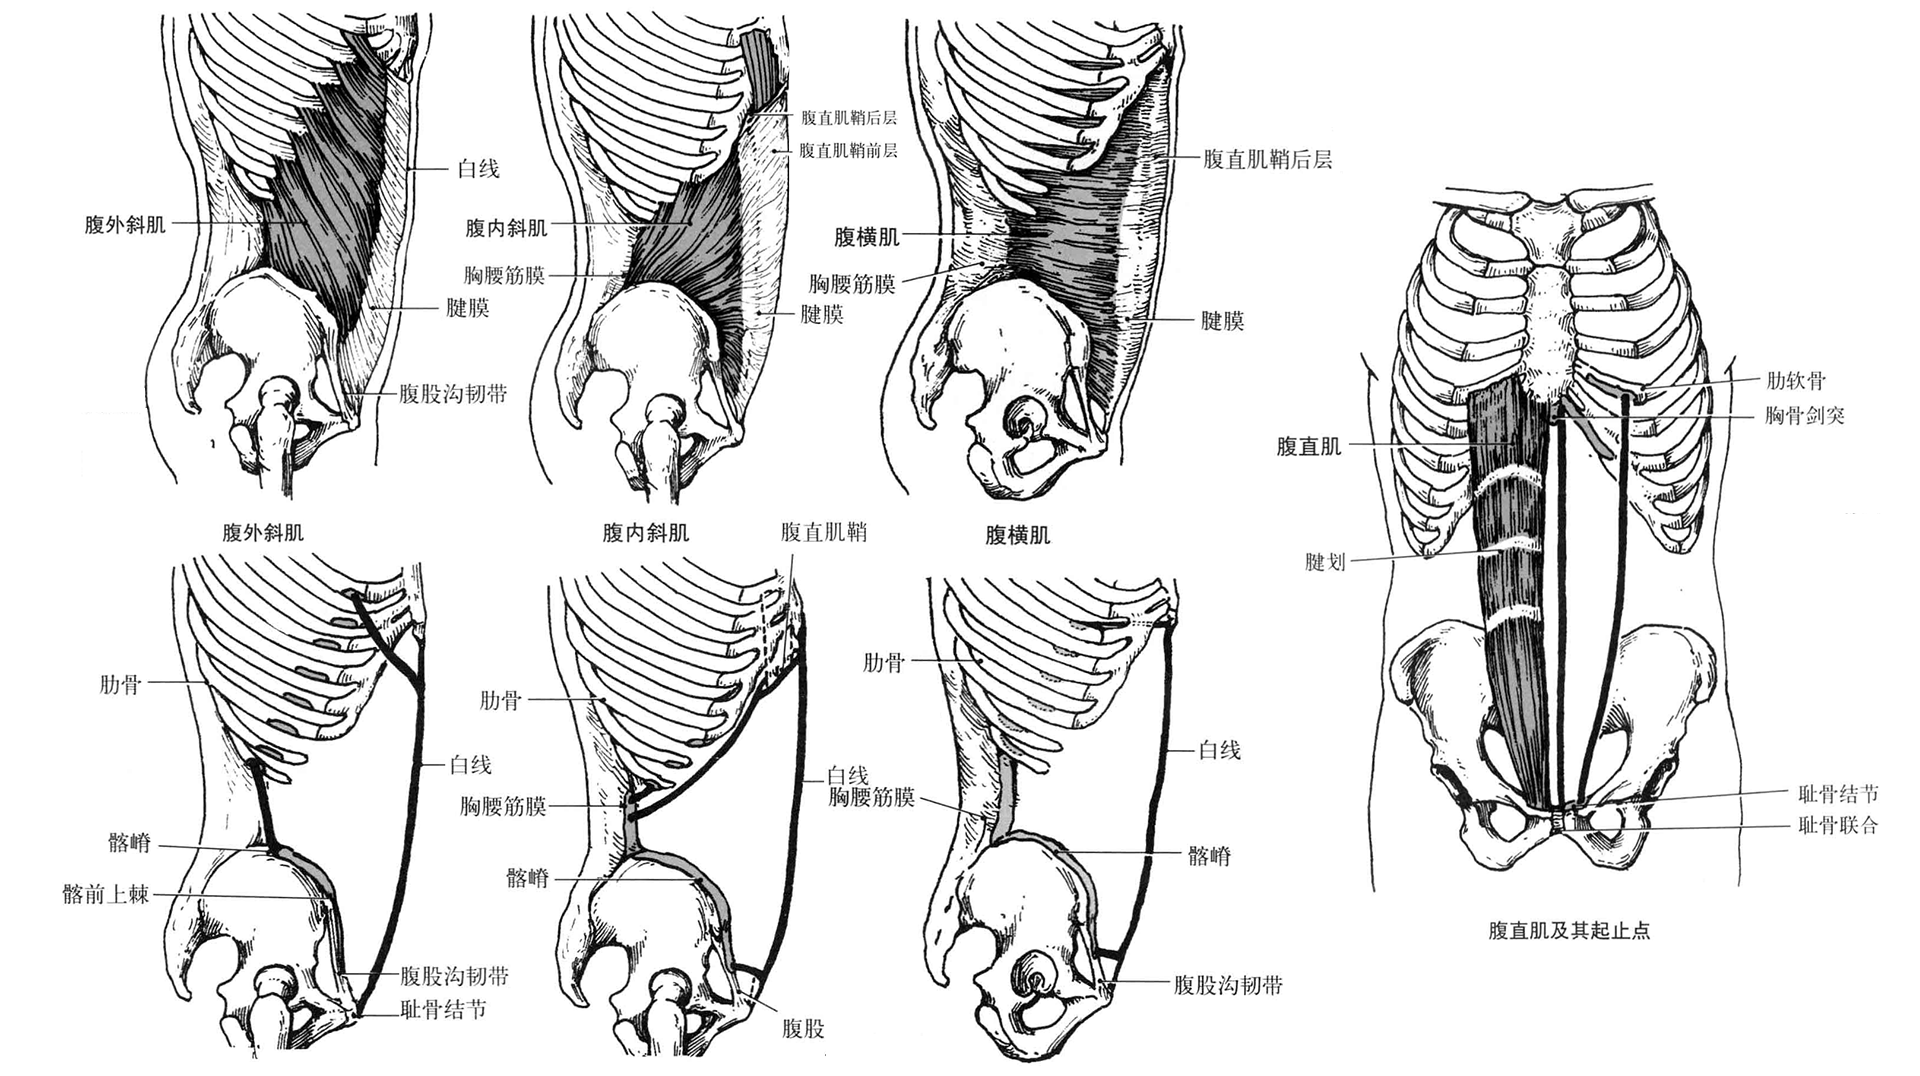 白线
腹外斜肌
腱膜
腹股沟韧带
腹外斜肌
腹直肌鞘后层
腹直肌鞘前层
腹内斜肌
胸腰筋膜
腱膜
腹内斜肌
腹直肌鞘后层
腹横肌
胸腰筋膜
腱膜
腹横肌
肋骨
白线
髂嵴
髂前上棘
腹股沟韧带
耻骨结节
腹直肌鞘
肋骨
白线
胸腰筋膜
髂嵴
腹股
肋骨
白线
胸腰筋膜
髂嵴
腹股沟韧带
肋软骨
胸骨剑突
腹直肌
腱划
耻骨结节
耻骨联合
腹直肌及其起止点